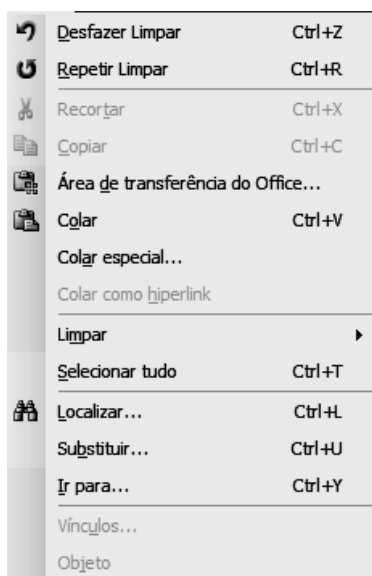 Desfazer Limpar Ctrl+Z
Repetir Limpar Ctrl+R
Recortar Ctrl+X
Copiar Ctrl+C
Área de transferência do Office...
Colar Ctrl+V
Colar especial...
Colar como hiperlink
Limpar
Selecionar tudo Ctrl+T
Localizar... Ctrl+L
Substituir... Ctrl+U
Ir para... Ctrl+Y
Vínculos...
Objeto